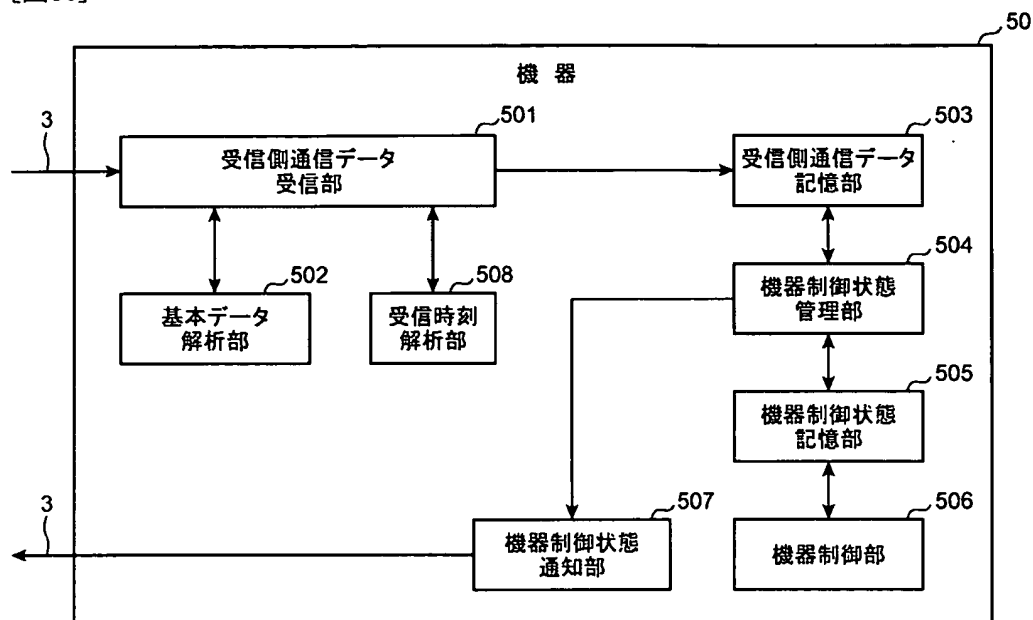 50
機 器
3
501
受信側通信データ
受信部
503
受信側通信データ
記憶部
502
基本データ
解析部
508
受信時刻
解析部
504
機器制御状態
管理部
505
機器制御状態
記憶部
3
507
機器制御状態
通知部
506
機器制御部